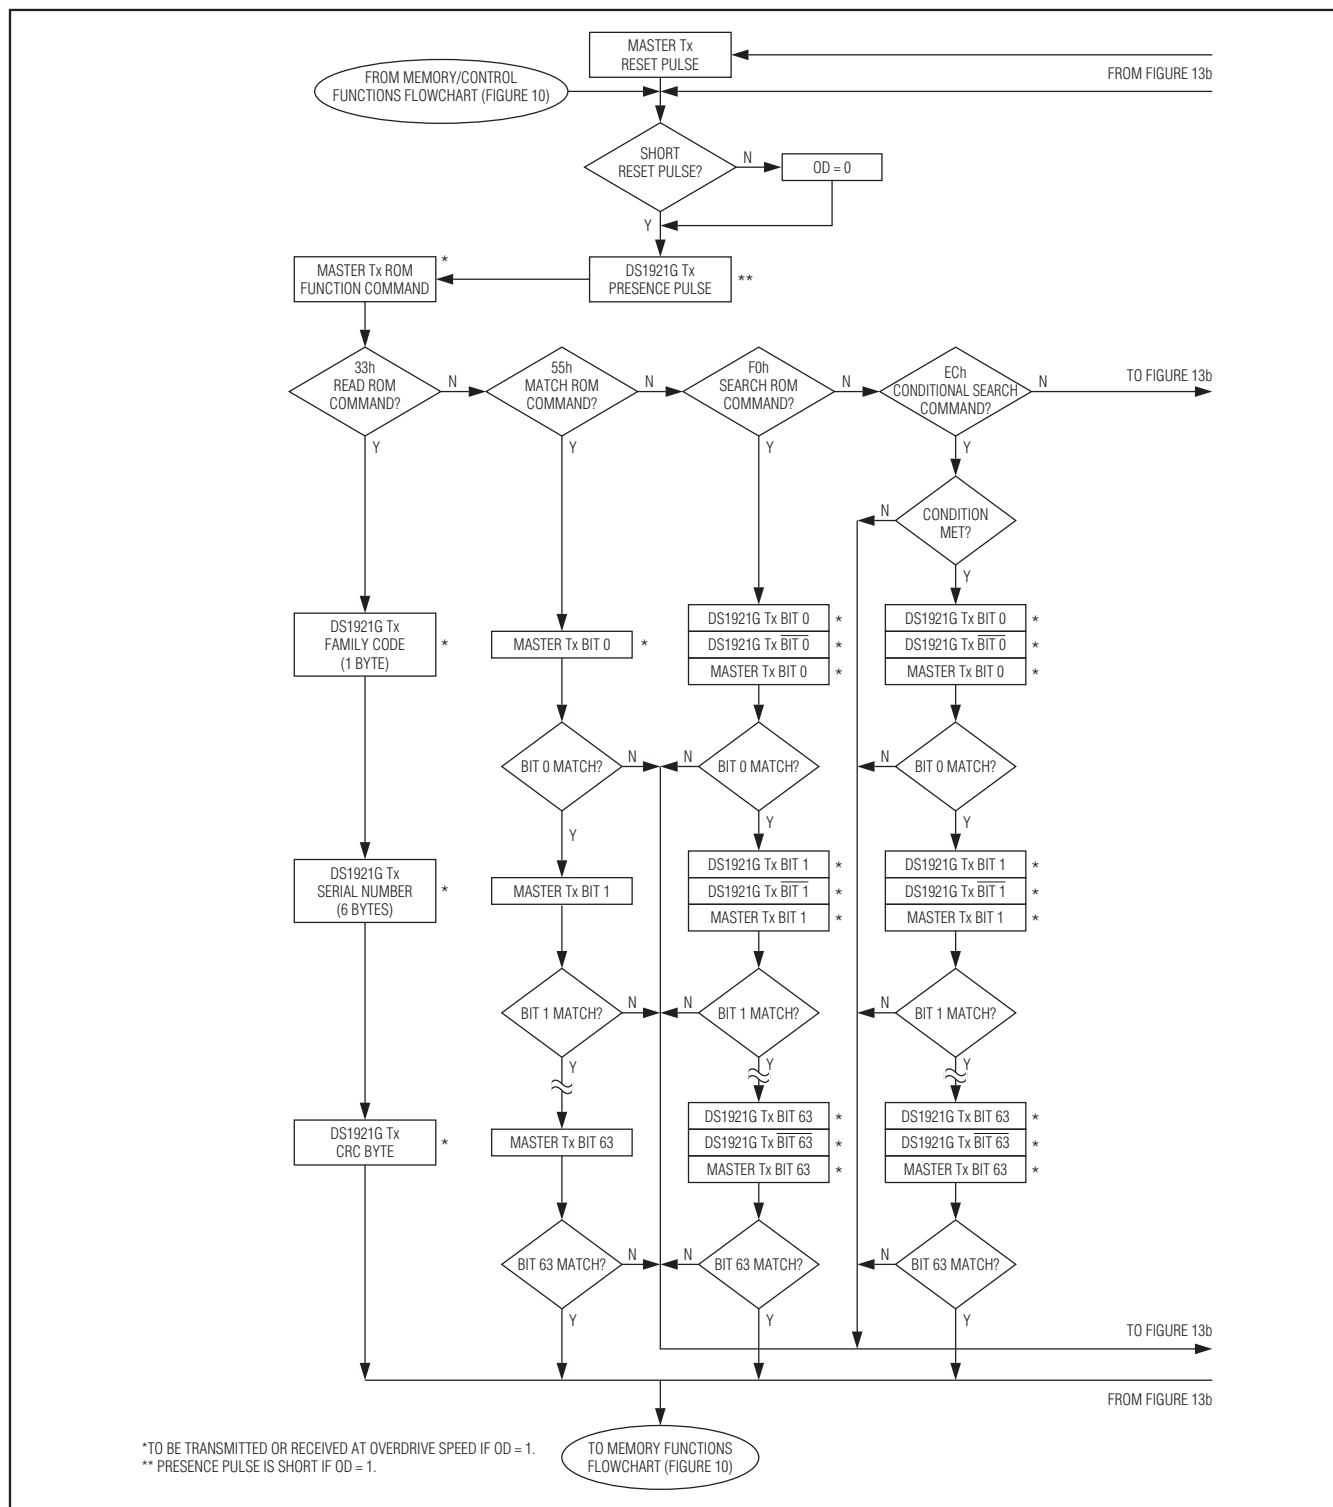 MASTER Tx
RESET PULSE
FROM FIGURE 13b
FROM MEMORY/CONTROL
FUNCTIONS FLOWCHART (FIGURE 10)
SHORT
RESET PULSE?
N
OD = 0
Y
MASTER Tx ROM
FUNCTION COMMAND
*
DS1921G Tx
PRESENCE PULSE
**
33h
READ ROM
COMMAND?
N
Y
55h
MATCH ROM
COMMAND?
N
Y
F0h
SEARCH ROM
COMMAND?
N
Y
ECh
CONDITIONAL SEARCH
COMMAND?
N
Y
TO FIGURE 13b
N
CONDITION
MET?
Y
DS1921G Tx
FAMILY CODE
(1 BYTE)
*
MASTER Tx BIT 0
*
DS1921G Tx BIT 0
*
DS1921G Tx BIT 0
*
MASTER Tx BIT 0
*
DS1921G Tx BIT 0
*
DS1921G Tx BIT 0
*
MASTER Tx BIT 0
*
BIT 0 MATCH?
N
Y
N
BIT 0 MATCH?
Y
N
BIT 0 MATCH?
Y
DS1921G Tx
SERIAL NUMBER
(6 BYTES)
*
MASTER Tx BIT 1
DS1921G Tx BIT 1
*
DS1921G Tx BIT 1
*
MASTER Tx BIT 1
*
DS1921G Tx BIT 1
*
DS1921G Tx BIT 1
*
MASTER Tx BIT 1
*
BIT 1 MATCH?
N
Y
N
BIT 1 MATCH?
Y
N
BIT 1 MATCH?
Y
DS1921G Tx
CRC BYTE
*
MASTER Tx BIT 63
DS1921G Tx BIT 63
*
DS1921G Tx BIT 63
*
MASTER Tx BIT 63
*
DS1921G Tx BIT 63
*
DS1921G Tx BIT 63
*
MASTER Tx BIT 63
*
BIT 63 MATCH?
N
Y
N
BIT 63 MATCH?
Y
N
BIT 63 MATCH?
Y
TO FIGURE 13b
FROM FIGURE 13b
TO MEMORY FUNCTIONS
FLOWCHART (FIGURE 10)
*TO BE TRANSMITTED OR RECEIVED AT OVERDRIVE SPEED IF OD = 1.
** PRESENCE PULSE IS SHORT IF OD = 1.